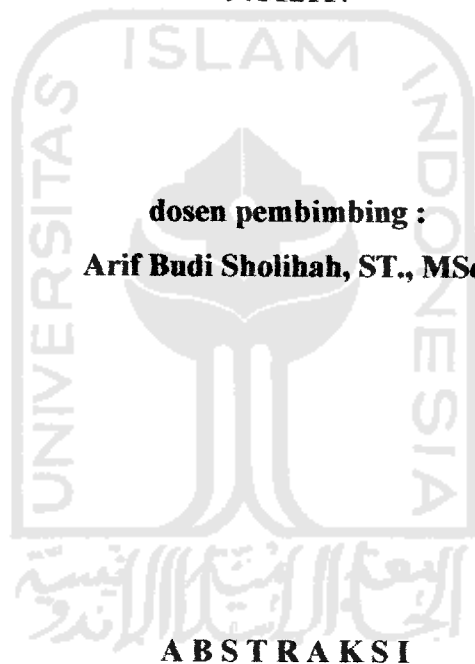 ISLAM
UNIVERSITAS
INDONESIA
dosen pembimbing :
Arif Budi Sholihah, ST., MSc
ABSTRAKSI